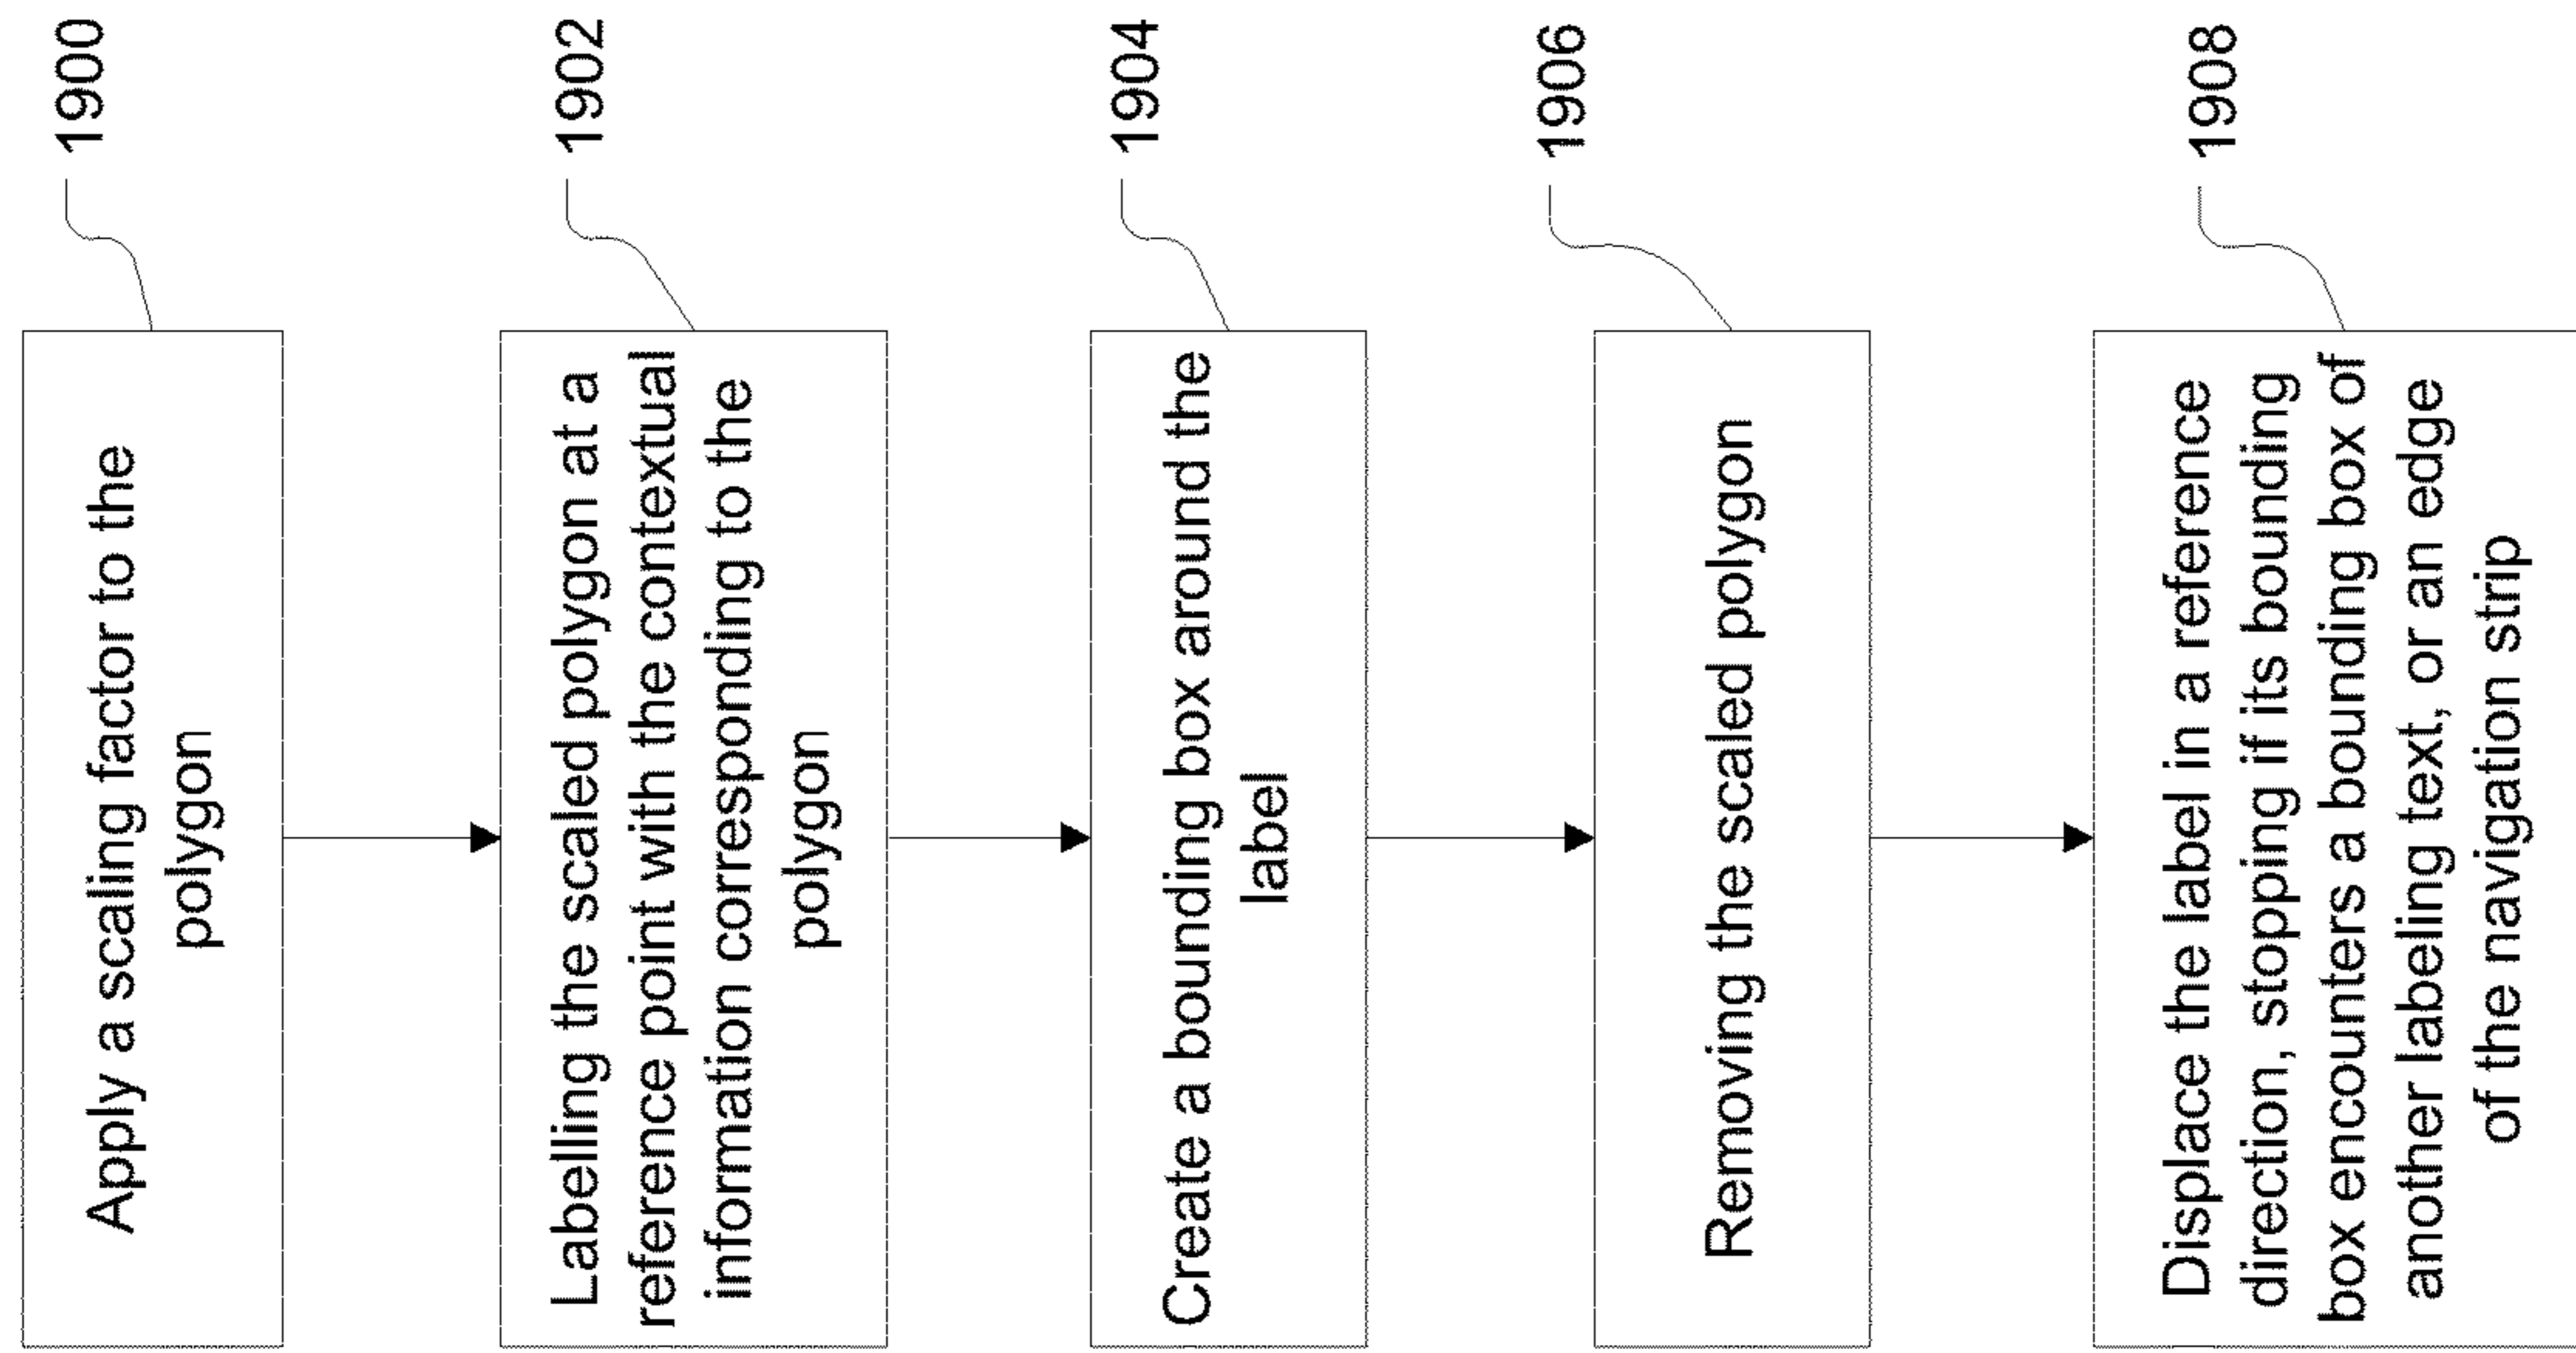 Apply a scaling factor to the
polygon
1900
Labelling the scaled polygon at a
reference point with the contextual
information corresponding to the
polygon
1902
Create a bounding box around the
label
1904
Removing the scaled polygon
1906
Displace the label in a reference
direction, stopping if its bounding
box encounters a bounding box of
another labeling text, or an edge
of the navigation strip
1908